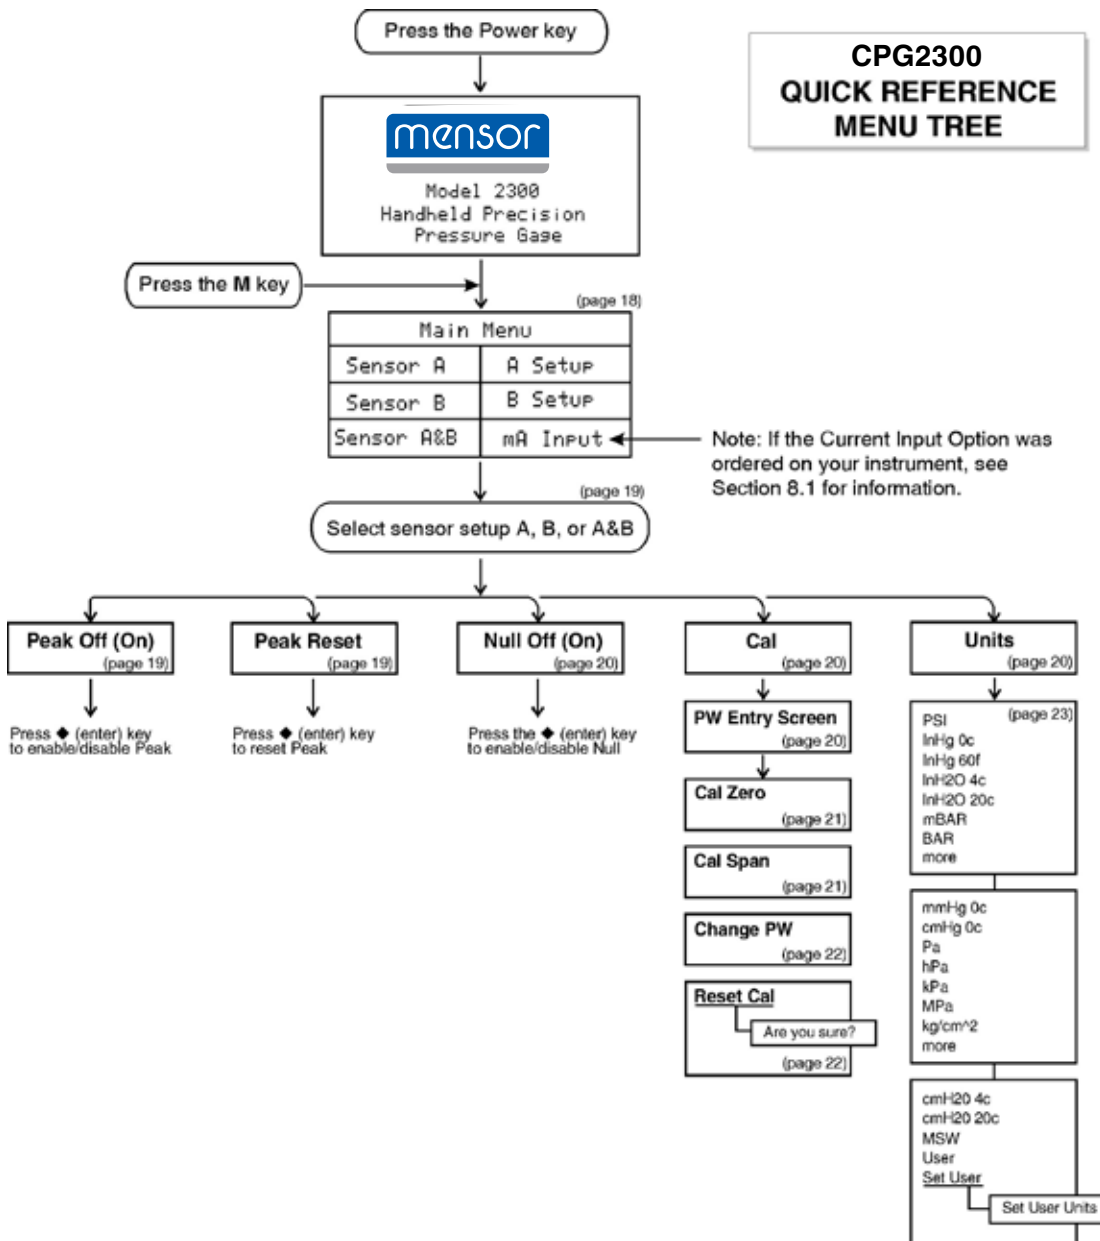 Press the Power key
CPG2300
QUICK REFERENCE
MENU TREE
mensor
Model 2300
Handheld Precision
Pressure Gage
Press the M key
(page 18)
Main Menu
Sensor A
A Setup
Sensor B
B Setup
Sensor A&B
mA Input
Note: If the Current Input Option was
ordered on your instrument, see
Section 8.1 for information.
(page 19)
Select sensor setup A, B, or A&B
Peak Off (On)
(page 19)
Press ◆ (enter) key
to enable/disable Peak
Peak Reset
(page 19)
Press ◆ (enter) key
to reset Peak
Null Off (On)
(page 20)
Press the ◆ (enter) key
to enable/disable Null
Cal
(page 20)
PW Entry Screen
(page 20)
Cal Zero
(page 21)
Cal Span
(page 21)
Change PW
(page 22)
Reset Cal
Are you sure?
(page 22)
Units
(page 20)
(page 23)
PSI
InHg 0c
InHg 60f
InH2O 4c
InH2O 20c
mBAR
BAR
more
mmHg 0c
cmHg 0c
Pa
hPa
kPa
MPa
kg/cm^2
more
cmH20 4c
cmH20 20c
MSW
User
Set User
Set User Units